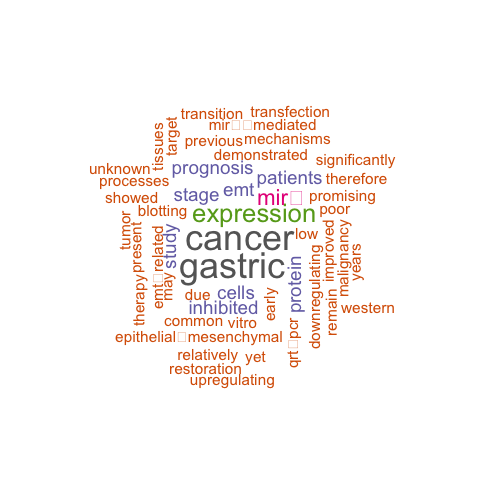 transition
transfection
mir□□mediated
target
tissues
previous
mechanisms
demonstrated
significantly
unknown
prognosis
processes
patients
therefore
showed
stage
emt
mir□
promising
blotting
expression
poor
tumor
present
study
cancer
low
improved
malignancy
years
gastric
therapy
emt□related
may
due
cells
early
protein
downregulating
remain
inhibited
western
common
vitro
epithelial□mesenchymal
qrt□pcr
relatively
yet
restoration
upregulating